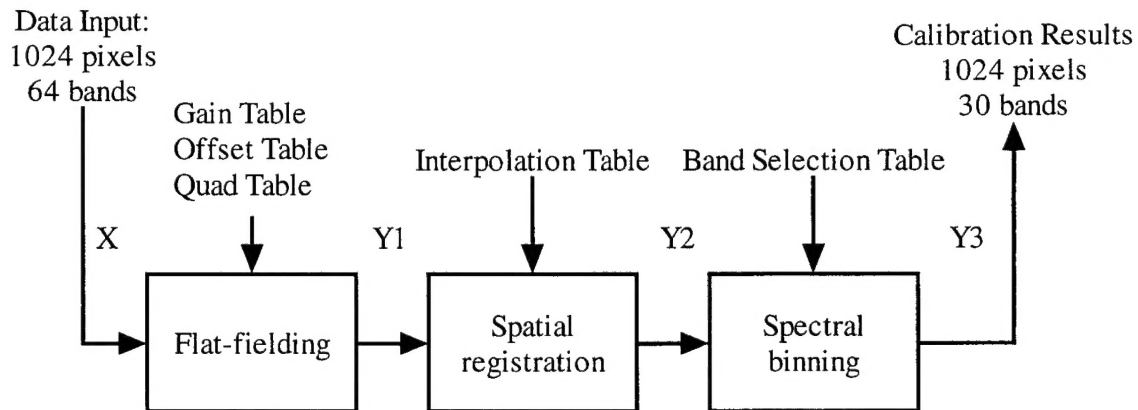 Data Input:
1024 pixels
64 bands
Gain Table
Offset Table
Quad Table
Interpolation Table
Band Selection Table
Calibration Results
1024 pixels
30 bands
X
Y1
Y2
Y3
Flat-fielding
Spatial
registration
Spectral
binning